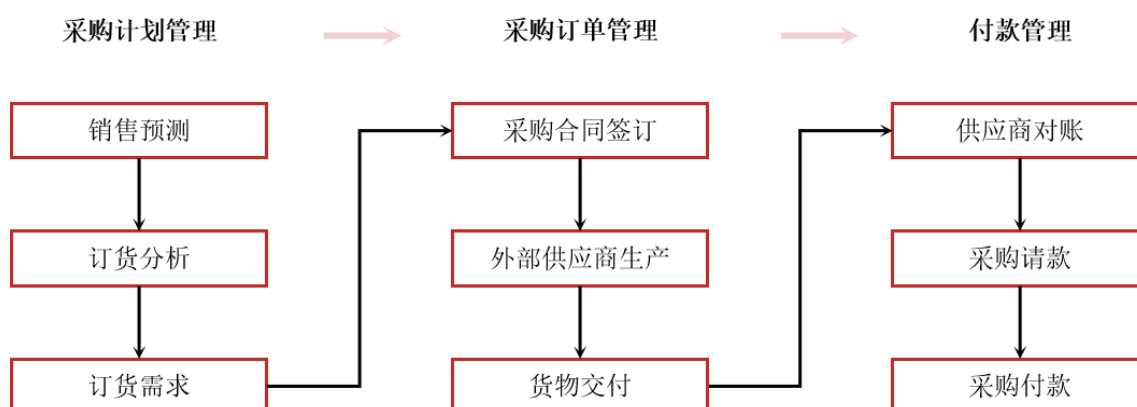 采购计划管理
采购订单管理
付款管理
销售预测
采购合同签订
供应商对账
订货分析
外部供应商生产
采购请款
订货需求
货物交付
采购付款